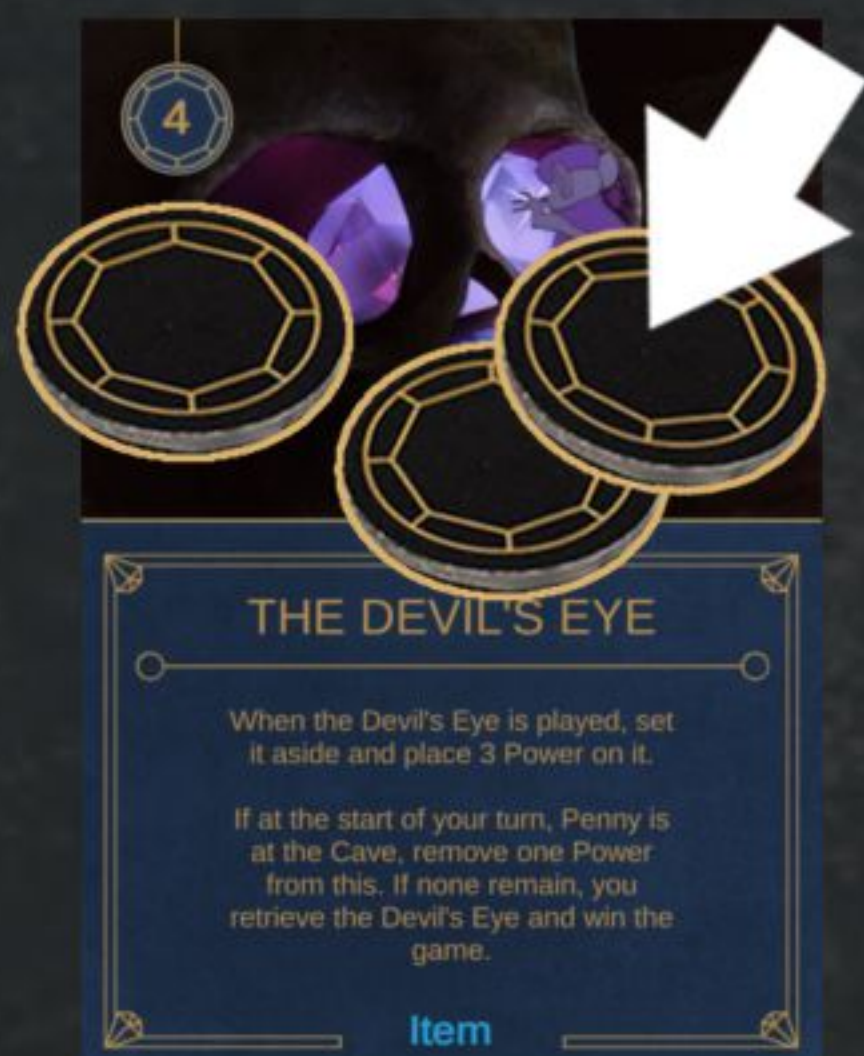 4
THE DEVIL'S EYE
When the Devil's Eye is played, set
it aside and place 3 Power on it.
If at the start of your turn, Penny is
at the Cave, remove one Power
from this. If none remain, you
retrieve the Devil's Eye and win the
game.
Item